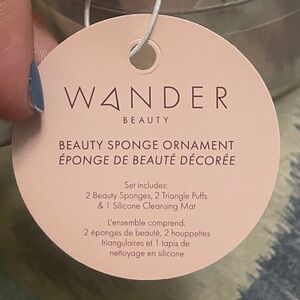 WANDER
BEAUTY
BEAUTY SPONGE ORNAMENT
ÉPONGE DE BEAUTÉ DÉCORÉE
Set includes:
2 Beauty Sponges, 2 Triangle Puffs
& 1 Silicone Cleansing Mat
L'ensemble comprend:
2 éponges de beauté, 2 houppettes
triangulaires et 1 tapis de
nettoyage en silicone